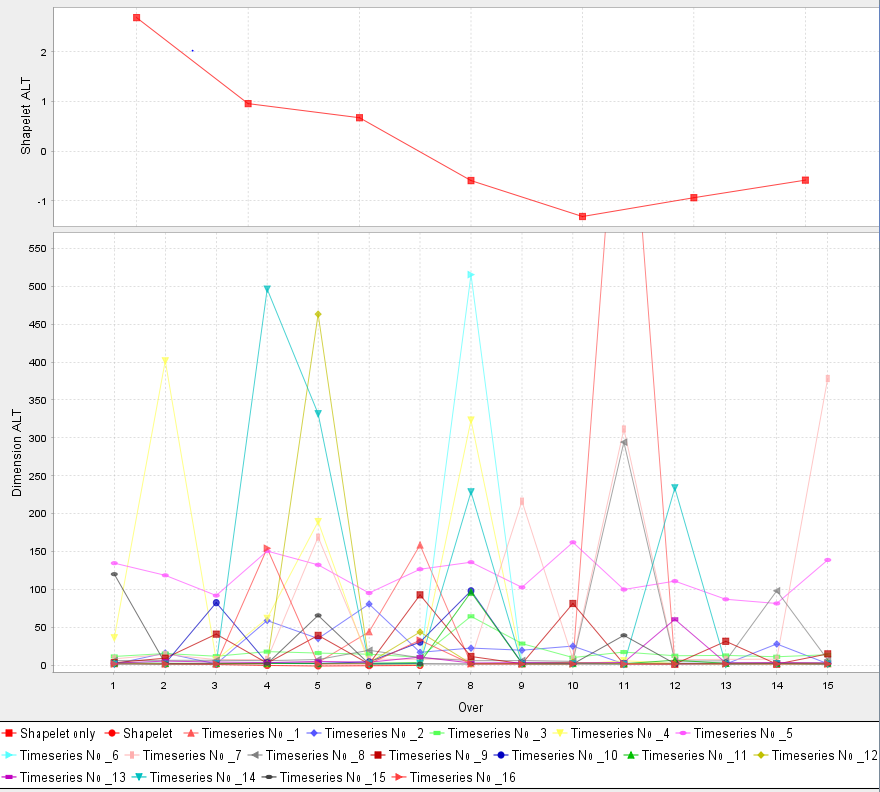 2
1
0
-1
Shapelet ALT
550
500
450
400
350
300
250
200
150
100
50
0
Dimension ALT
1 2 3 4 5 6 7 8 9 10 11 12 13 14 15
Over
Shapelet only Shapelet Timeseries No _1 Timeseries No _2 Timeseries No _3 Timeseries No _4 Timeseries No _5
Timeseries No _6 Timeseries No _7 Timeseries No _8 Timeseries No _9 Timeseries No _10 Timeseries No _11 Timeseries No _12
Timeseries No _13 Timeseries No _14 Timeseries No _15 Timeseries No _16